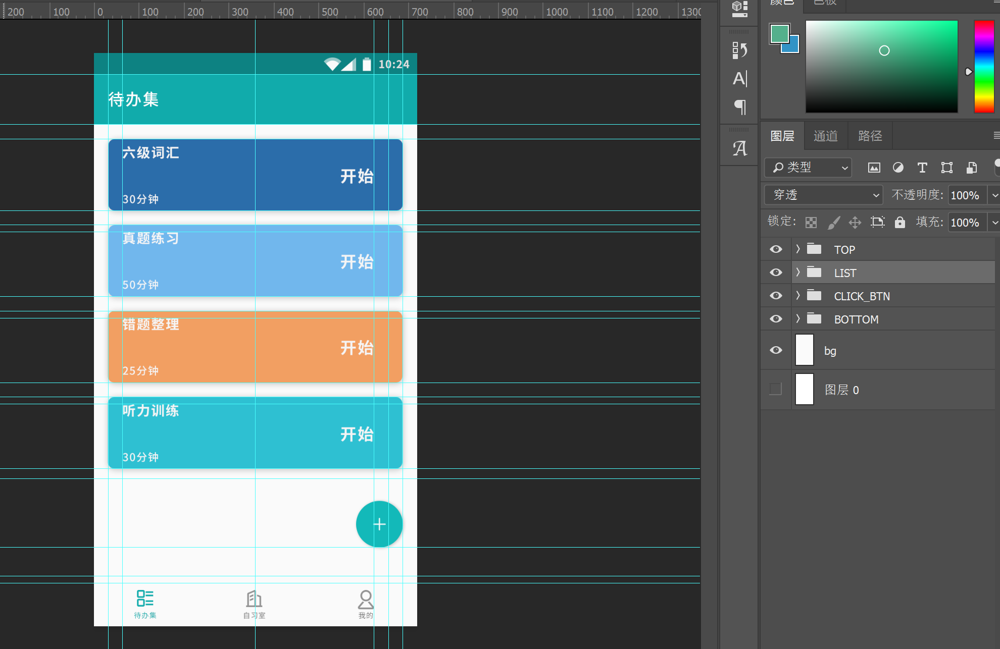 200 100 0 100 200 300 400 500 600 700 800 900 1000 1100 1200 1300
10:24
待办集
六级词汇
开始
30分钟
真题练习
开始
50分钟
错题整理
开始
25分钟
听力训练
开始
30分钟
+
待办集
自习室
我的
颜色 色板
A
A
图层 通道 路径
类型
T
穿透 不透明度: 100%
锁定: 填充: 100%
TOP
LIST
CLICK_BTN
BOTTOM
bg
图层 0